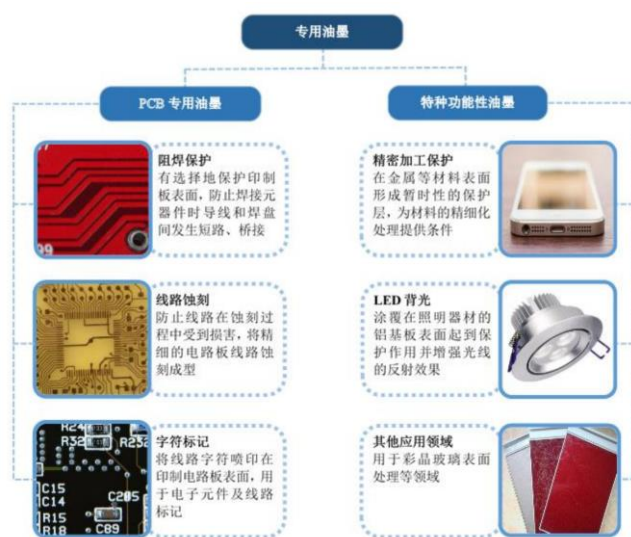 专用油墨
PCB 专用油墨
特种功能性油墨
阻焊保护
有选择地保护印制
板表面，防止焊接元
器件时导线和焊盘
间发生短路、桥接
精密加工保护
在金属等材料表面
形成暂时性的保护
层，为材料的精细化
处理提供条件
99
线路蚀刻
防止线路在蚀刻过
程中受到损害，将精
细的电路板线路蚀
刻成型
LED 背光
涂覆在照明器材的
铝基板表面起到保
护作用并增强光线
的反射效果
R24
R32
R232
C15
C14
C205
R15
R18
C89
字符标记
将线路字符喷印在
印制电路板表面，用
于电子元件及线路
标记
其他应用领域
用于彩晶玻璃表面
处理等领域